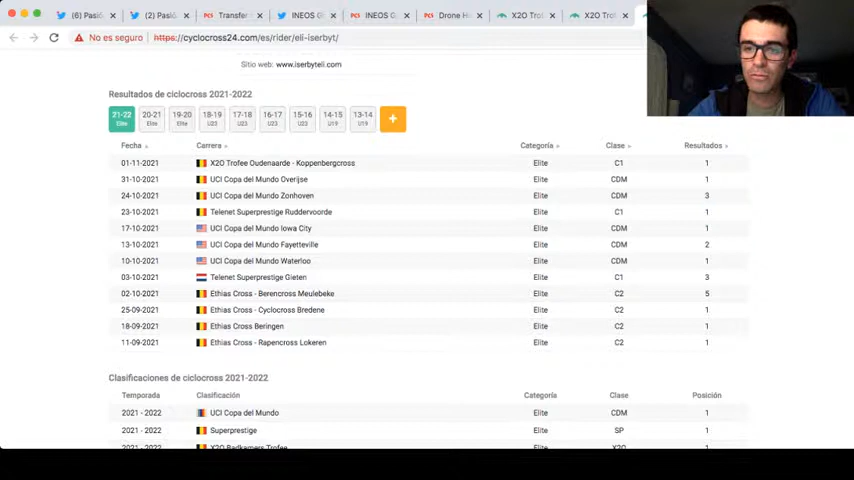 (6) Pasió
(2) Pasió
Transfer
INEOS G
INEOS G
Drone H
X2O Trof
X2O Trof
No es seguro https://cyclocross24.com/es/rider/eli-iserbyt/
Sitio web: www.iserbyteli.com
Resultados de ciclocross 2021-2022
21-22 20-21 19-20 18-19 17-18 16-17 15-16 14-15 13-14 +
Elite Elite Elite U23 U23 U23 U19 U19 U19
Fecha Carrera Categoría Clase Resultados
01-11-2021 X2O Trofee Oudenaarde - Koppenbergcross Elite C1 1
31-10-2021 UCI Copa del Mundo Overijse Elite CDM 1
24-10-2021 UCI Copa del Mundo Zonhoven Elite CDM 3
23-10-2021 Telenet Superprestige Ruddervoorde Elite C1 1
17-10-2021 UCI Copa del Mundo Iowa City Elite CDM 1
13-10-2021 UCI Copa del Mundo Fayetteville Elite CDM 2
10-10-2021 UCI Copa del Mundo Waterloo Elite CDM 1
03-10-2021 Telenet Superprestige Gieten Elite C1 3
02-10-2021 Ethias Cross - Berencross Meulebeke Elite C2 5
25-09-2021 Ethias Cross - Cyclocross Bredene Elite C2 1
18-09-2021 Ethias Cross Beringen Elite C2 1
11-09-2021 Ethias Cross - Rapencross Lokeren Elite C2 1
Clasificaciones de ciclocross 2021-2022
Temporada Clasificación Categoría Clase Posición
2021 - 2022 UCI Copa del Mundo Elite CDM 1
2021 - 2022 Superprestige Elite SP 1
2021 - 2022 X2O Badkamers Trofee Elite X2O 1